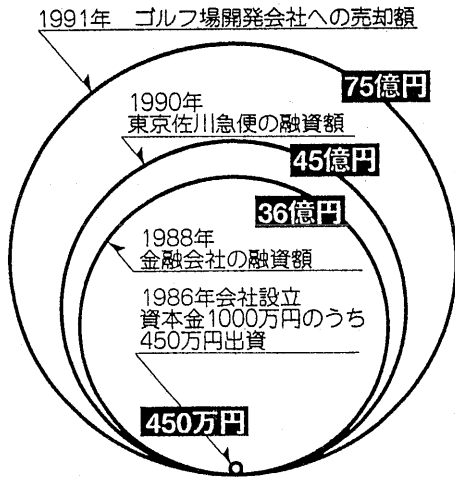 1991年　ゴルフ場開発会社への売却額
75億円
1990年
東京佐川急便の融資額
45億円
36億円
1988年
金融会社の融資額
1986年会社設立
資本金1000万円のうち
450万円出資
450万円